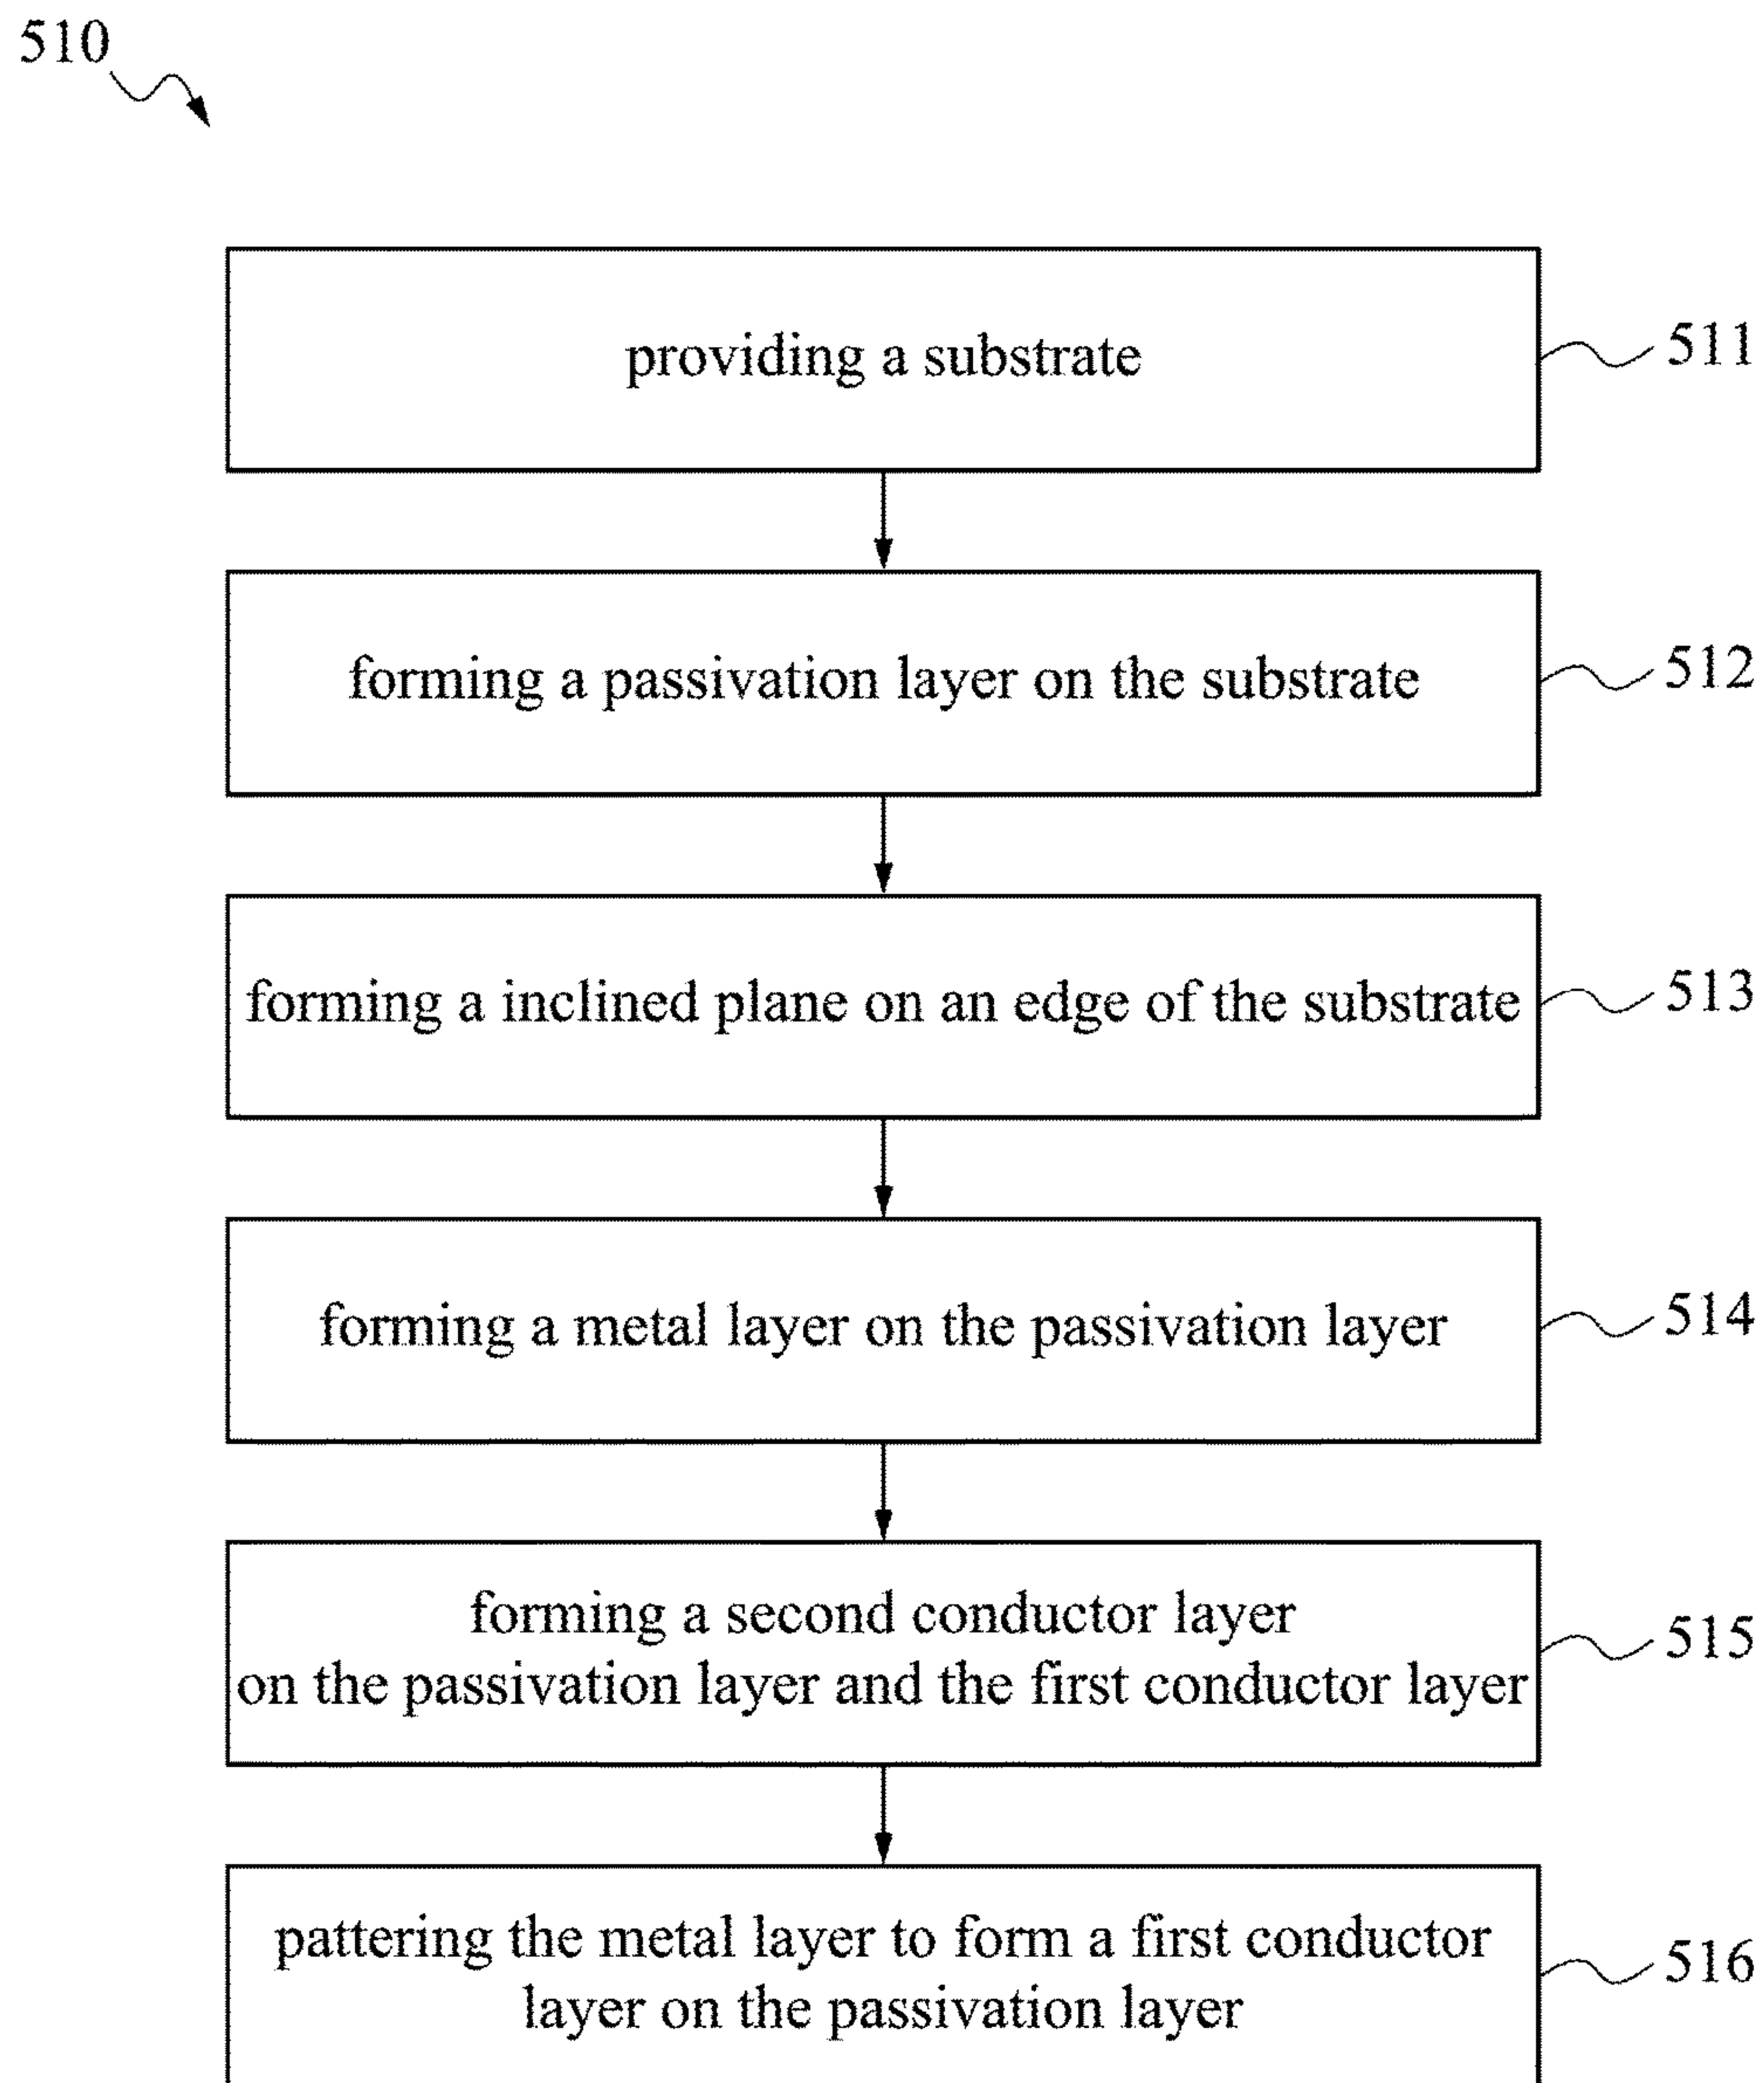 510
providing a substrate
511
forming a passivation layer on the substrate
512
forming a inclined plane on an edge of the substrate
513
forming a metal layer on the passivation layer
514
forming a second conductor layer
on the passivation layer and the first conductor layer
515
pattering the metal layer to form a first conductor
layer on the passivation layer
516